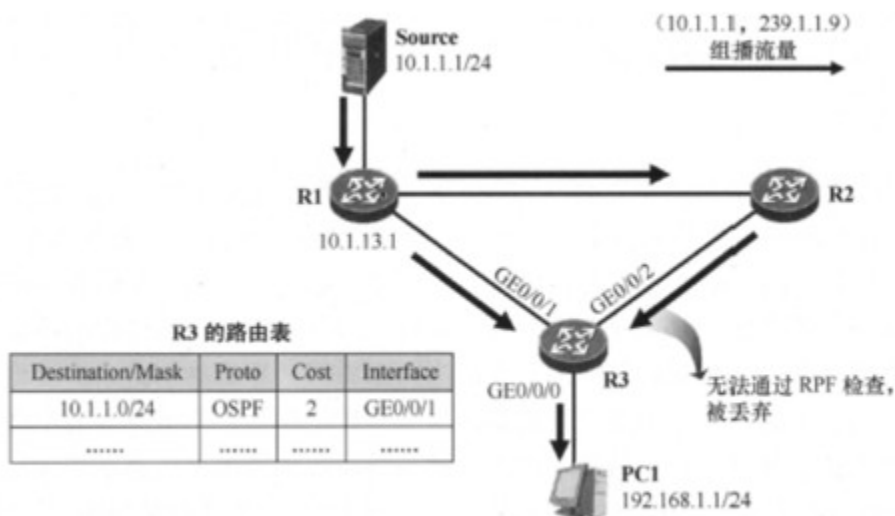 Source
10.1.1.1/24
(10.1.1.1, 239.1.1.9)
组播流量
R1
R2
10.1.13.1
GE0/0/1
GE0/0/2
R3 的路由表
Destination/Mask Proto Cost Interface
10.1.1.0/24 OSPF 2 GE0/0/1
...... ...... ...... ......
R3
GE0/0/0
无法通过 RPF 检查,
被丢弃
PC1
192.168.1.1/24